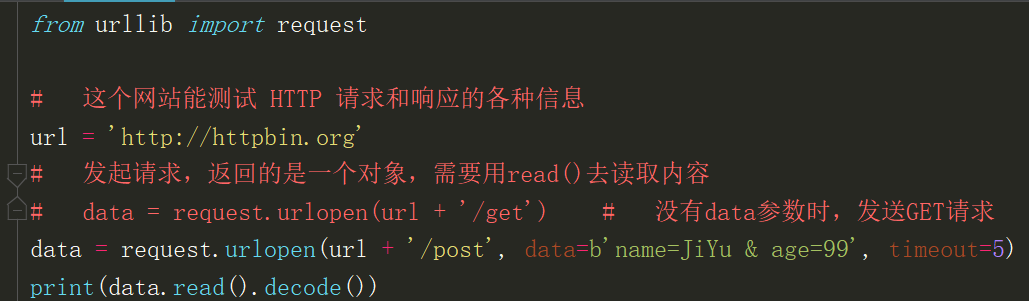 from urllib import request
#   这个网站能测试 HTTP 请求和响应的各种信息
url = 'http://httpbin.org'
#   发起请求，返回的是一个对象，需要用read()去读取内容
#   data = request.urlopen(url + '/get')    #   没有data参数时，发送GET请求
data = request.urlopen(url + '/post', data=b'name=JiYu & age=99', timeout=5)
print(data.read().decode())